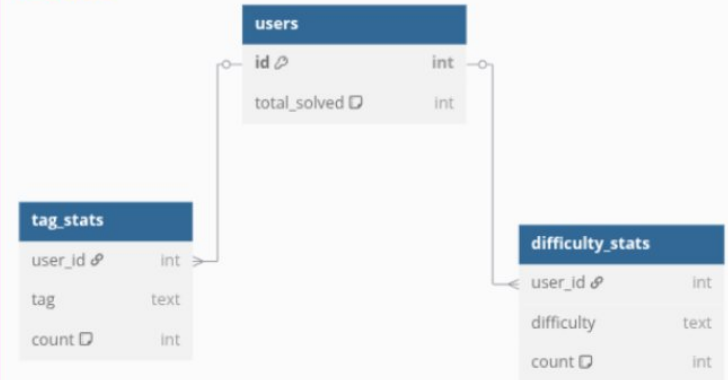 users
id int
total_solved int
tag_stats
user_id int
tag text
count int
difficulty_stats
user_id int
difficulty text
count int